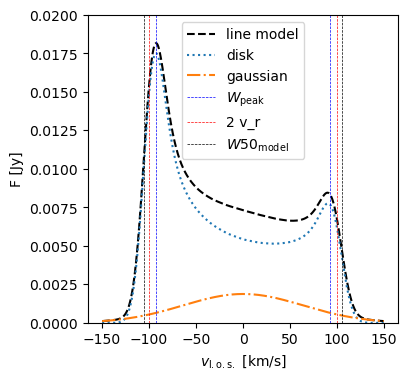 0.0200
0.0175
0.0150
0.0125
0.0100
0.0075
0.0050
0.0025
0.0000
F [Jy]
line model
disk
gaussian
W_peak
2 v_r
W50_model
−150 −100 −50 0 50 100 150
v_l.o.s. [km/s]